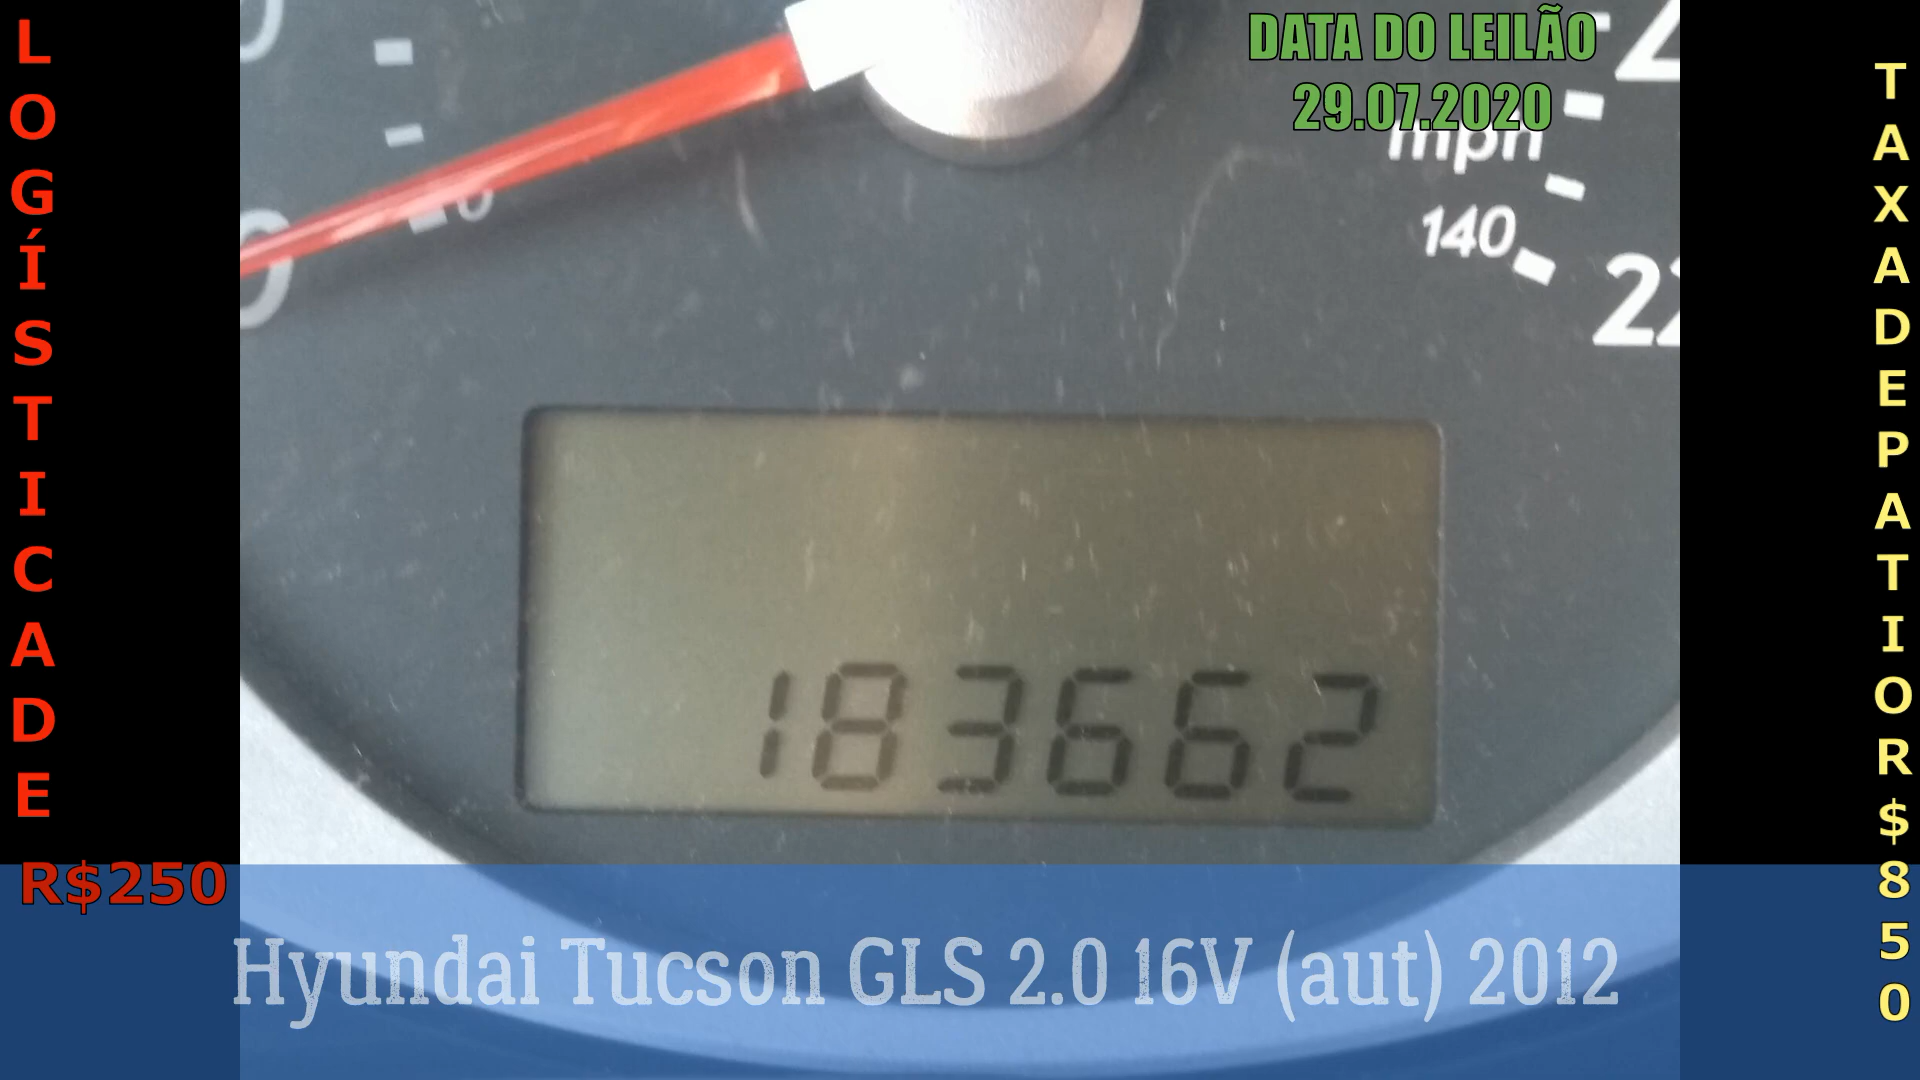 LOGÍSTICA DE
R$250
DATA DO LEILÃO
29.07.2020
mph
140
0
183662
TAXA DE PATIO R$850
Hyundai Tucson GLS 2.0 16V (aut) 2012